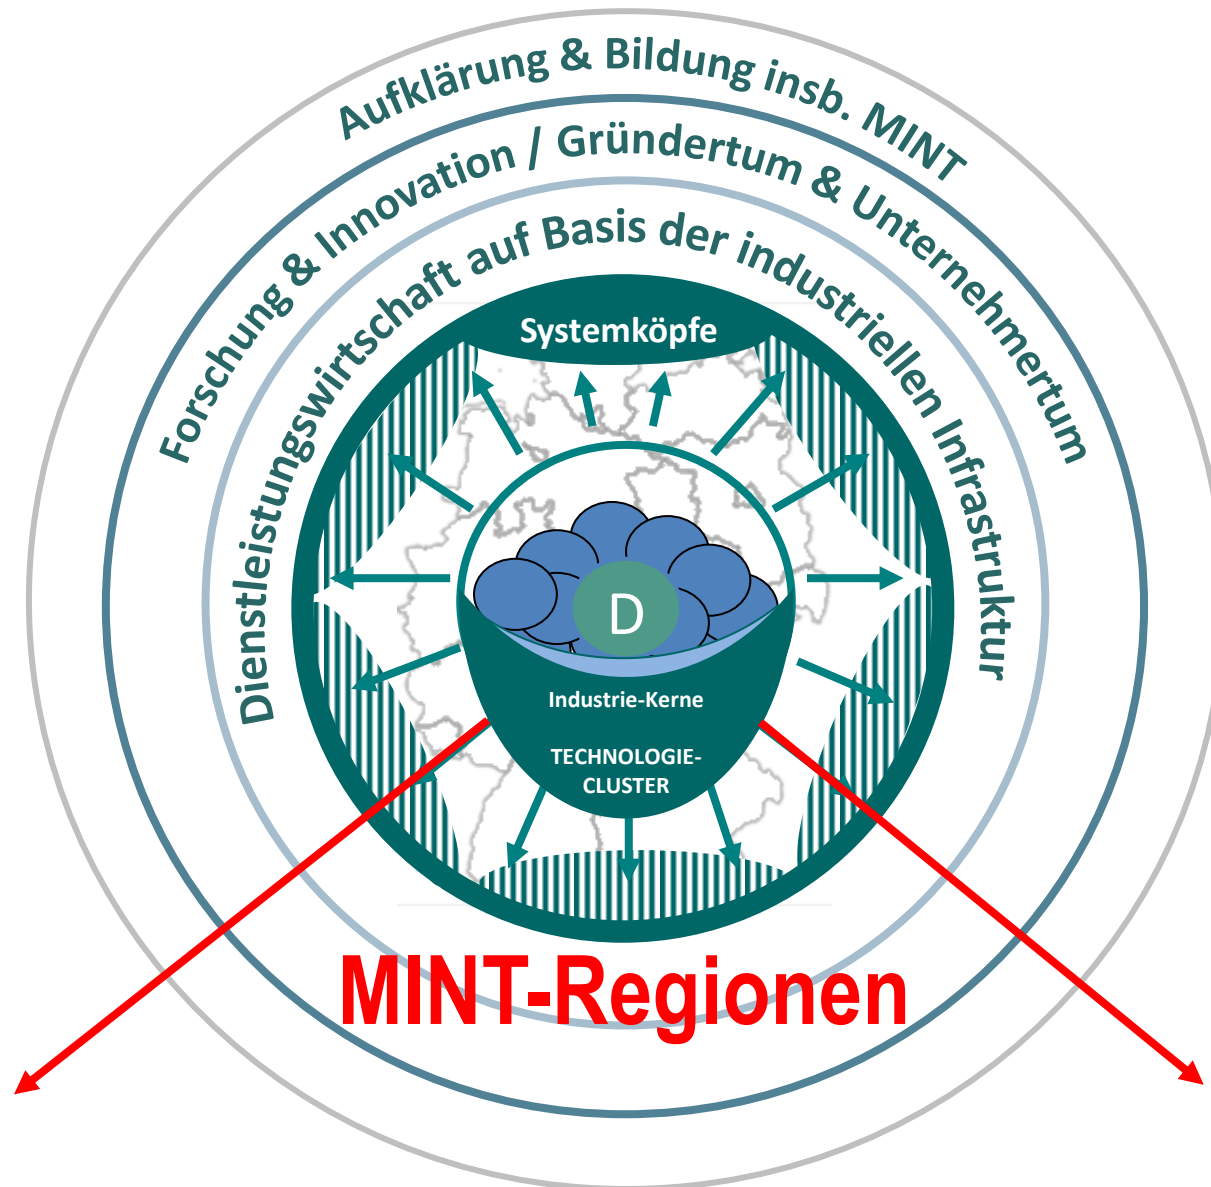 Aufklärung & Bildung insb. MINT
Forschung & Innovation / Gründertum & Unternehmertum
Dienstleistungswirtschaft auf Basis der industriellen Infrastruktur
Systemköpfe
D
Industrie-Kerne
TECHNOLOGIE-
CLUSTER
MINT-Regionen